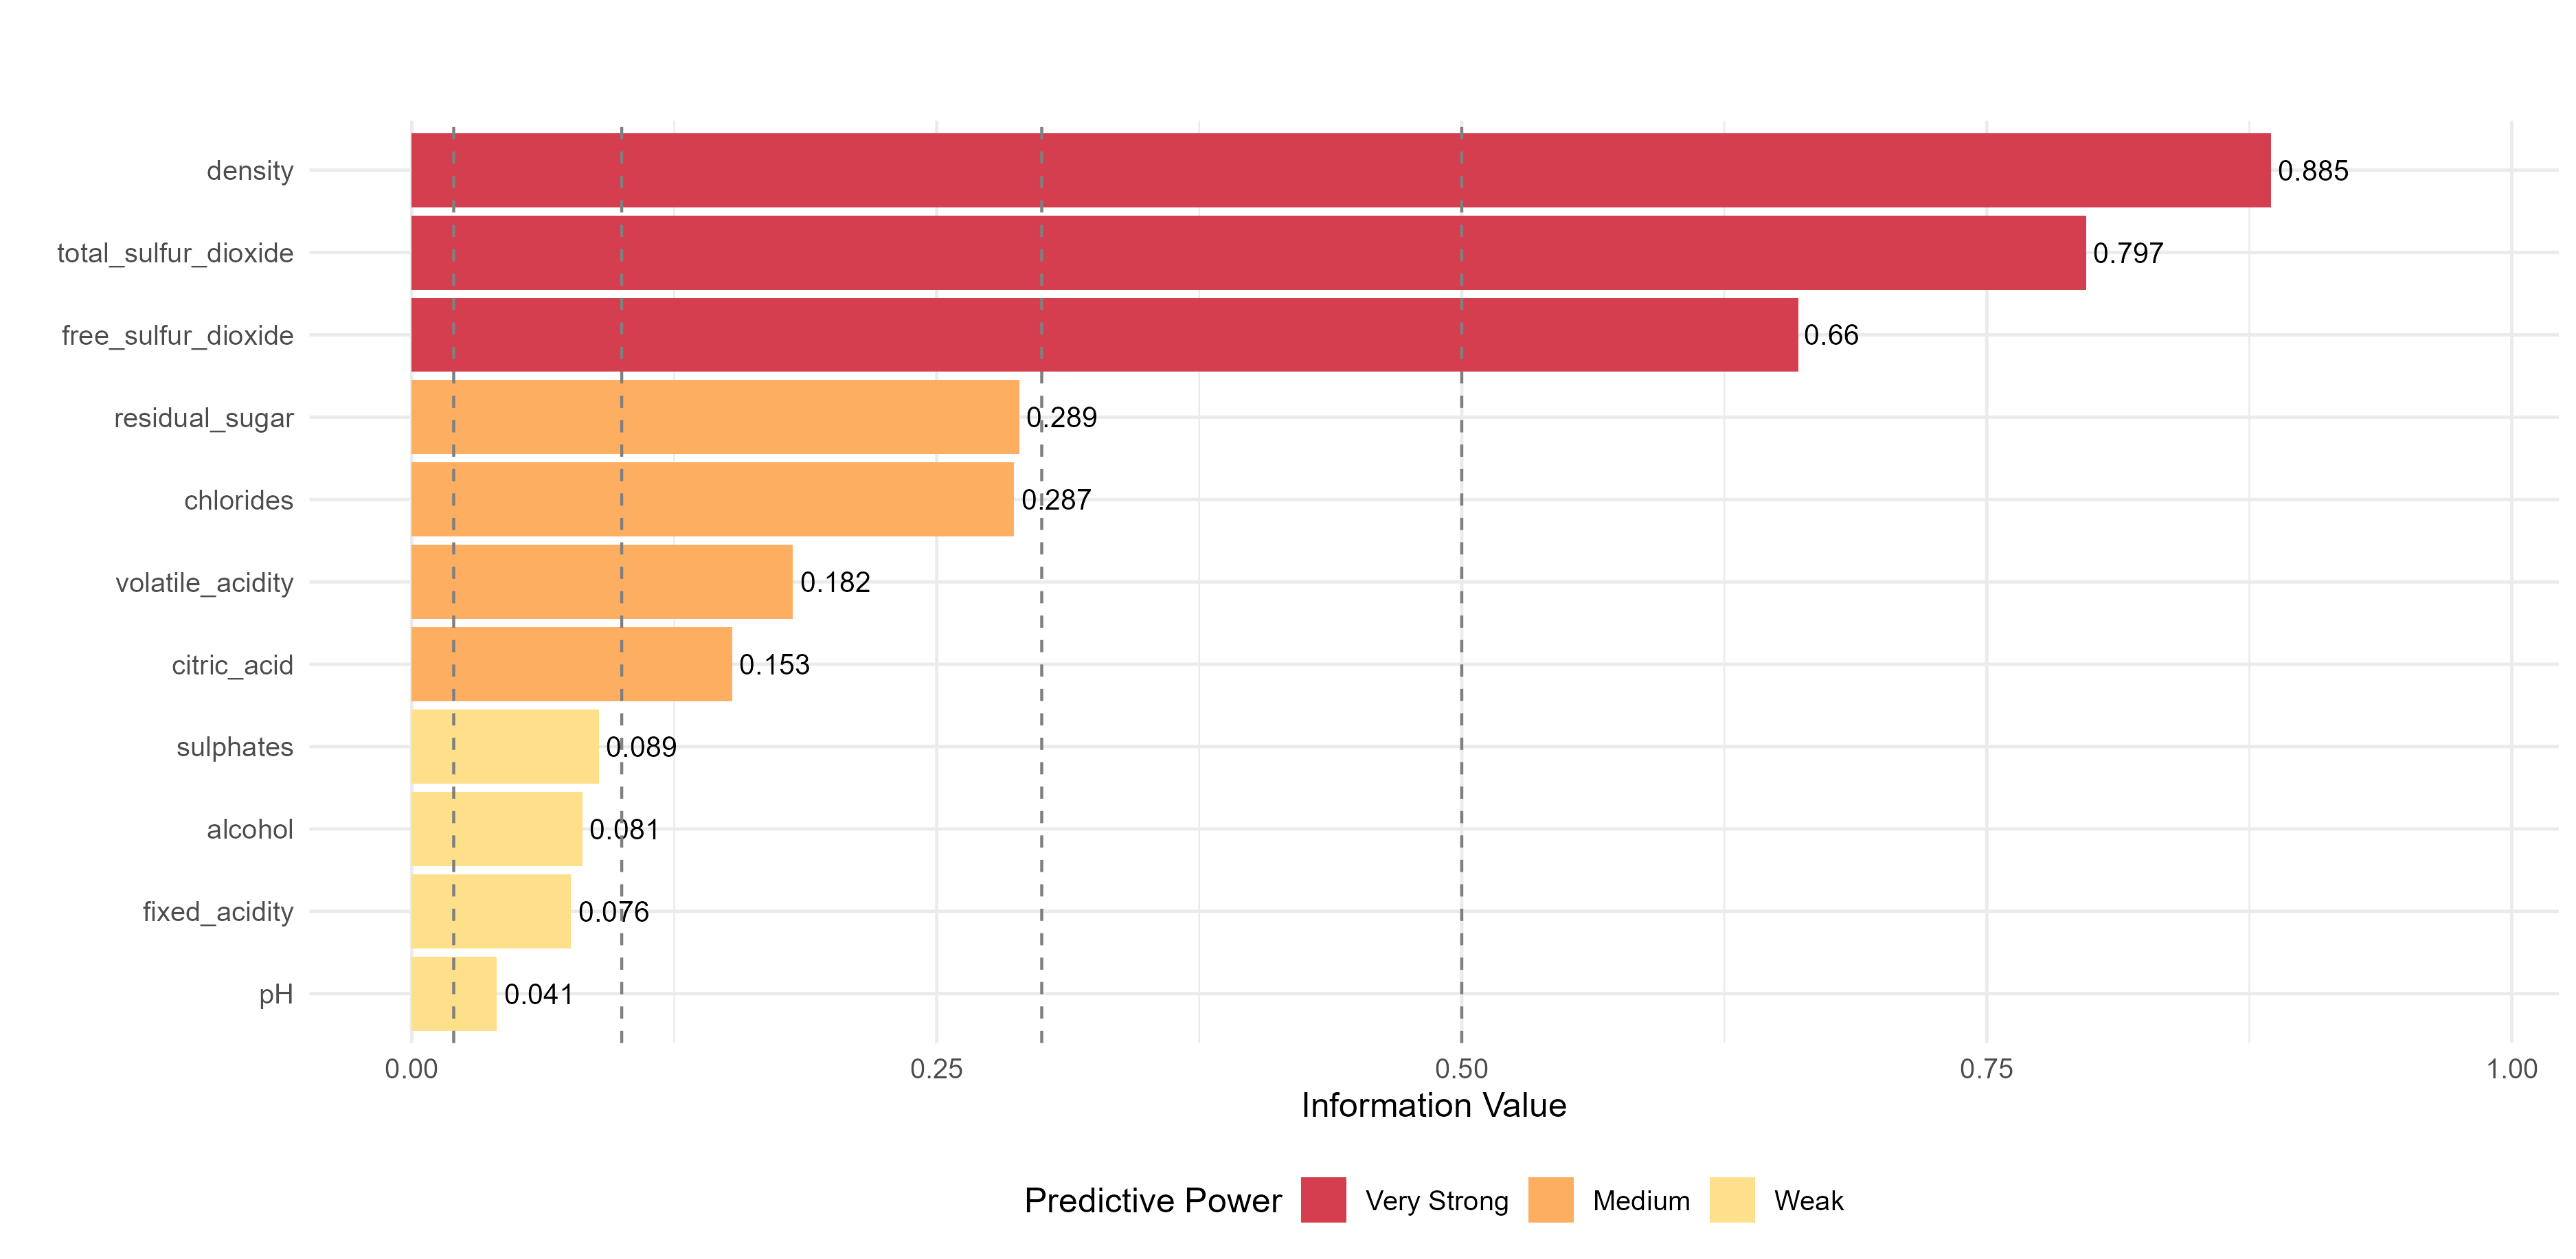 density 0.885
total_sulfur_dioxide 0.797
free_sulfur_dioxide 0.66
residual_sugar 0.289
chlorides 0.287
volatile_acidity 0.182
citric_acid 0.153
sulphates 0.089
alcohol 0.081
fixed_acidity 0.076
pH 0.041
0.00 0.25 0.50 0.75 1.00
Information Value
Predictive Power Very Strong Medium Weak